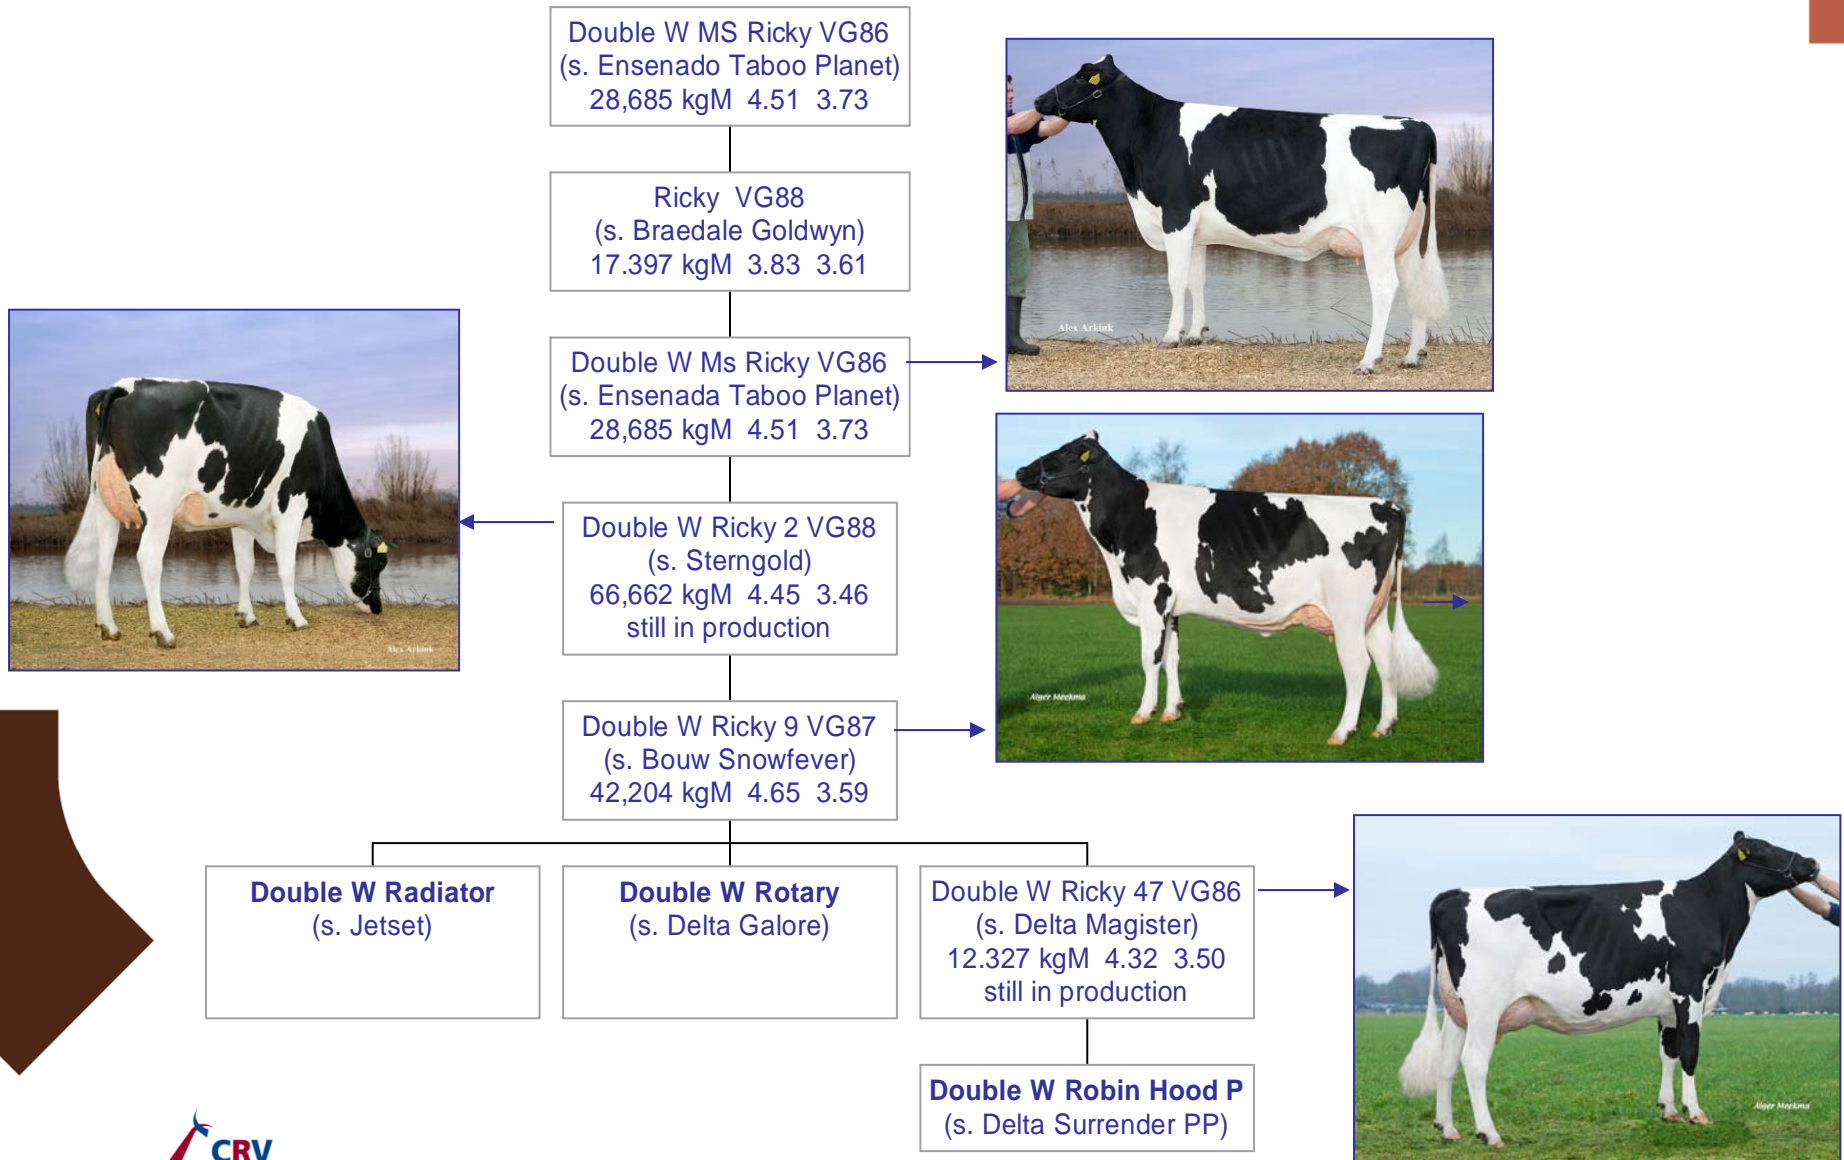 Double W MS Ricky VG86
(s. Ensenado Taboo Planet)
28,685 kgM 4.51 3.73
Ricky VG88
(s. Braedale Goldwyn)
17.397 kgM 3.83 3.61
Double W Ms Ricky VG86
(s. Ensenada Taboo Planet)
28,685 kgM 4.51 3.73
Alex Arkink
Double W Ricky 2 VG88
(s. Sterngold)
66,662 kgM 4.45 3.46
still in production
Alex Arkink
Double W Ricky 9 VG87
(s. Bouw Snowfever)
42,204 kgM 4.65 3.59
Alger Meekma
Double W Radiator
(s. Jetset)
Double W Rotary
(s. Delta Galore)
Double W Ricky 47 VG86
(s. Delta Magister)
12.327 kgM 4.32 3.50
still in production
Double W Robin Hood P
(s. Delta Surrender PP)
Alger Meekma
CRV